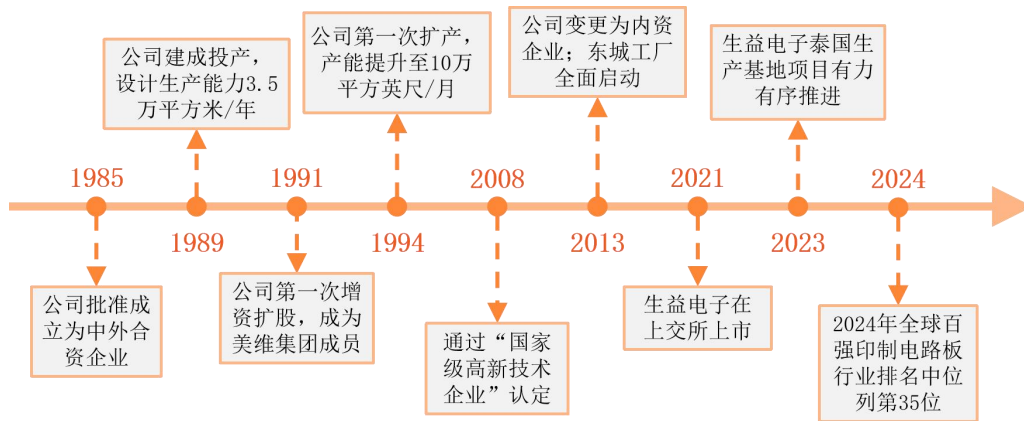 公司建成投产，
设计生产能力3.5
万平方米/年
公司第一次扩产，
产能提升至10万
平方英尺/月
公司变更为内资
企业；东城工厂
全面启动
生益电子泰国生
产基地项目有力
有序推进
1985
1991
2008
2021
2024
1989
1994
2013
2023
公司批准成
立为中外合
资企业
公司第一次增
资扩股，成为
美维集团成员
通过“国家
级高新技术
企业”认定
生益电子在
上交所上市
2024年全球百
强印制电路板
行业排名中位
列第35位